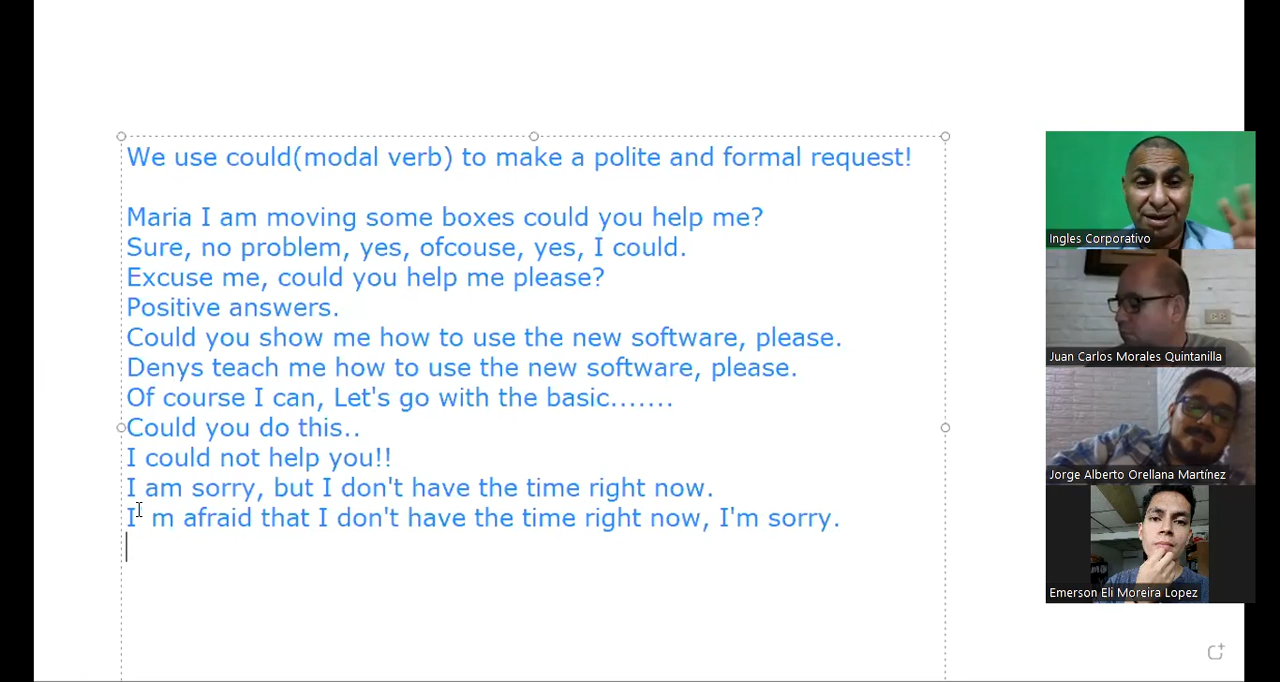 We use could(modal verb) to make a polite and formal request!
Maria I am moving some boxes could you help me?
Sure, no problem, yes, ofcouse, yes, I could.
Excuse me, could you help me please?
Positive answers.
Could you show me how to use the new software, please.
Denys teach me how to use the new software, please.
Of course I can, Let's go with the basic.......
Could you do this..
I could not help you!!
I am sorry, but I don't have the time right now.
I' m afraid that I don't have the time right now, I'm sorry.
Ingles Corporativo
Juan Carlos Morales Quintanilla
Jorge Alberto Orellana Martínez
Emerson Eli Moreira Lopez